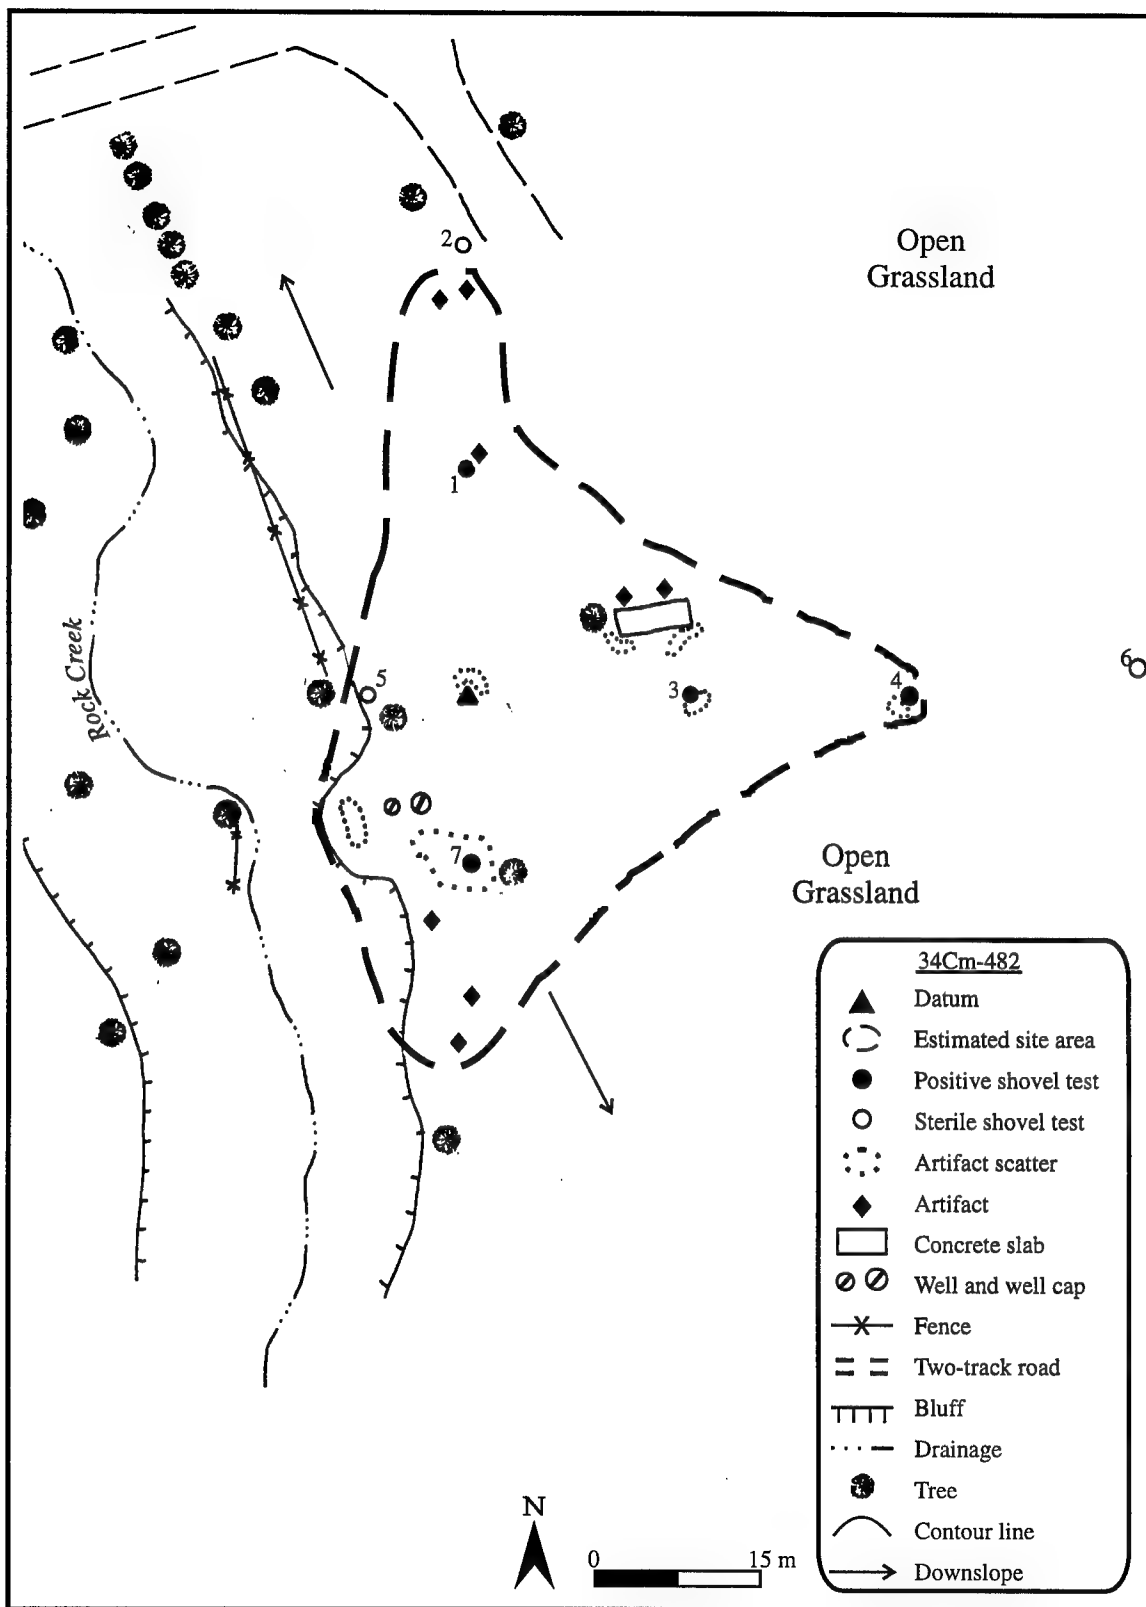 2
Open
Grassland
1
Rock Creek
5
3
4
6
7
Open
Grassland
34Cm-482
Datum
Estimated site area
Positive shovel test
Sterile shovel test
Artifact scatter
Artifact
Concrete slab
Well and well cap
Fence
Two-track road
Bluff
Drainage
Tree
Contour line
Downslope
N
0 15 m